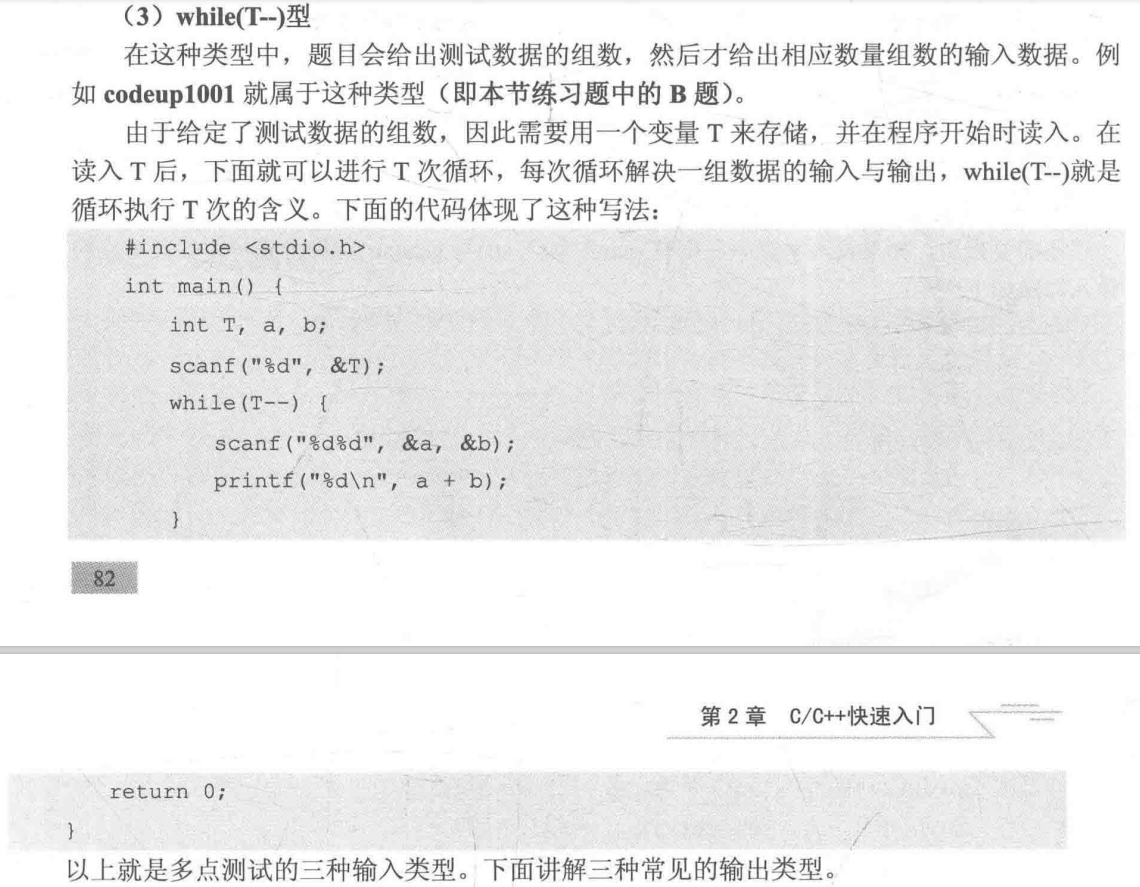 （3）while(T--)型
在这种类型中，题目会给出测试数据的组数，然后才给出相应数量组数的输入数据。例
如 codeup1001 就属于这种类型（即本节练习题中的 B 题）。
由于给定了测试数据的组数，因此需要用一个变量 T 来存储，并在程序开始时读入。在
读入 T 后，下面就可以进行 T 次循环，每次循环解决一组数据的输入与输出，while(T--)就是
循环执行 T 次的含义。下面的代码体现了这种写法：
#include <stdio.h>
int main() {
int T, a, b;
scanf("%d", &T);
while(T--) {
scanf("%d%d", &a, &b);
printf("%d\n", a + b);
}
82
第 2 章 C/C++快速入门
return 0;
}
以上就是多点测试的三种输入类型。下面讲解三种常见的输出类型。